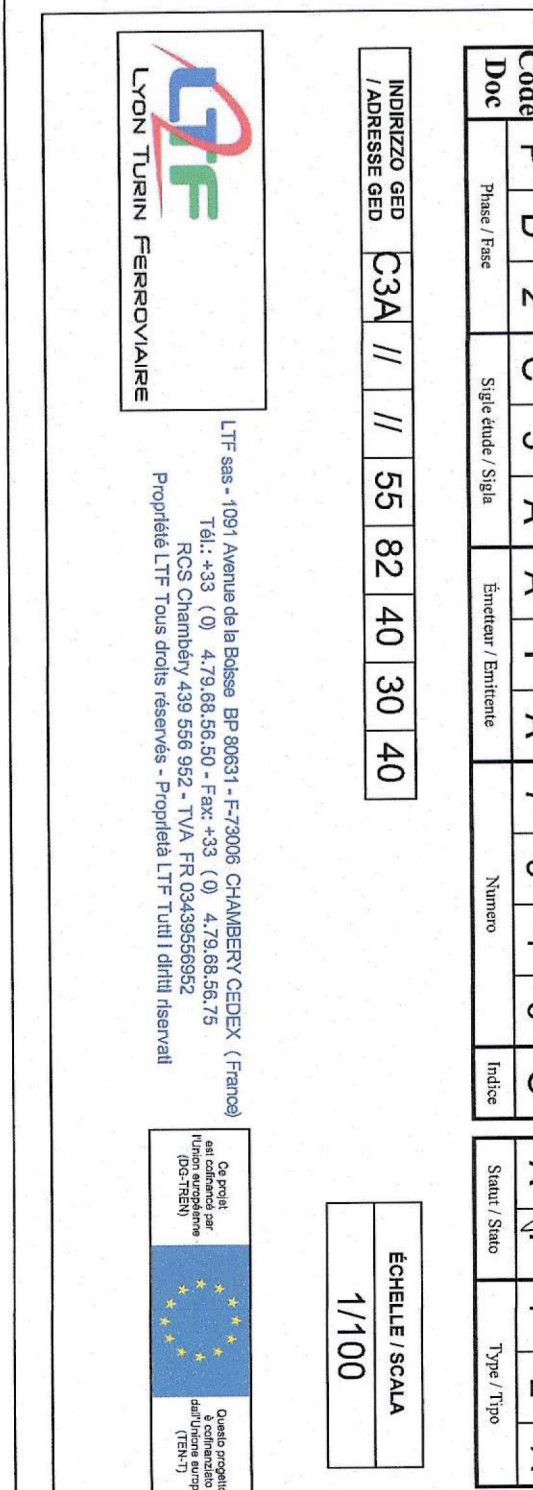 Code
Doc
Phase / Fase
Sigle étude / Sigla
Émetteur / Emittente
Numero
Indice
Statut / Stato
Type / Tipo
INDIRIZZO GED
/ ADRESSE GED
C3A // // 55 82 40 30 40
ÉCHELLE / SCALA
1/100
LTF
LYON TURIN FERROVIAIRE
LTF sas - 1091 Avenue de la Boisse BP 80631 - F-73006 CHAMBERY CEDEX (France)
Tél.: +33 (0) 4.79.68.56.50 - Fax: +33 (0) 4.79.68.56.75
RCS Chambéry 439 556 952 - TVA FR 03439556952
Propriété LTF Tous droits réservés - Proprietà LTF Tutti i diritti riservati
Ce projet
est cofinancé par
l'Union européenne
(DG-TREN)
Questo progetto
è cofinanziato
dall'Unione europ
(TEN-T)